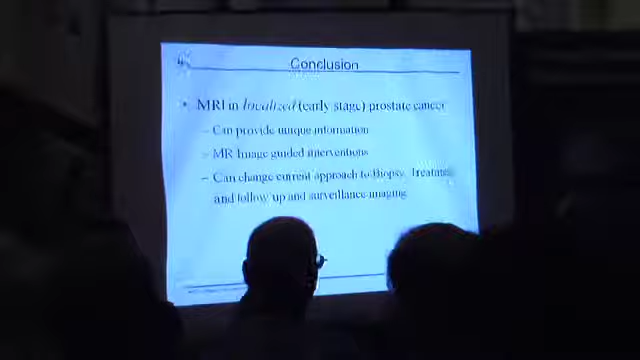 Conclusion
• MRI in localized (early stage) prostate cancer
– Can provide unique information
– MR Image guided interventions
– Can change current approach to Biopsy, Treatment
and follow up and surveillance imaging